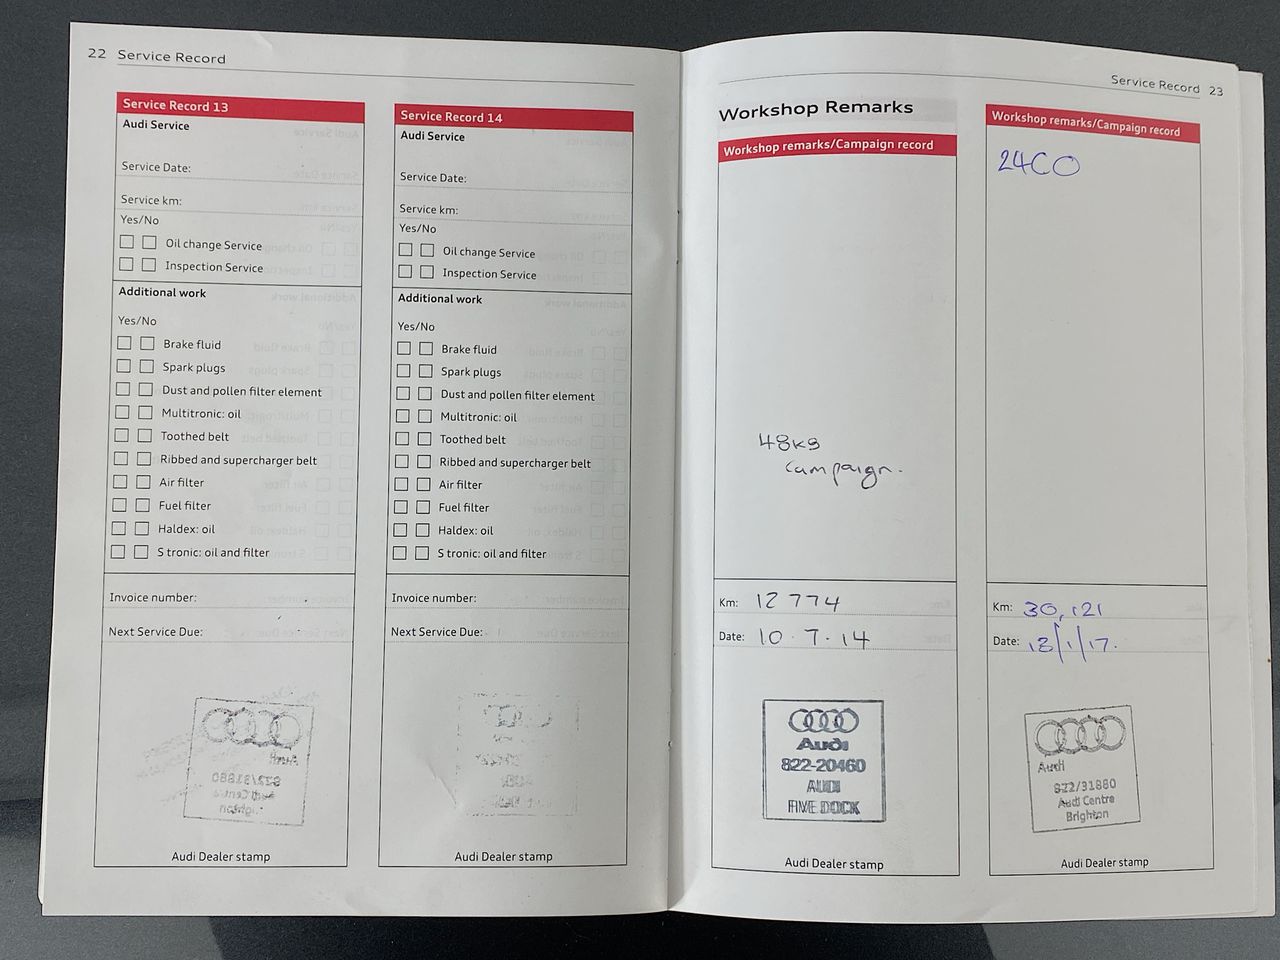 22 Service Record
Service Record 13
Audi Service
Service Date:
Service km:
Yes/No
Oil change Service
Inspection Service
Additional work
Yes/No
Brake fluid
Spark plugs
Dust and pollen filter element
Multitronic: oil
Toothed belt
Ribbed and supercharger belt
Air filter
Fuel filter
Haldex: oil
S tronic: oil and filter
Invoice number:
Next Service Due:
Audi Dealer stamp
Service Record 14
Audi Service
Service Date:
Service km:
Yes/No
Oil change Service
Inspection Service
Additional work
Yes/No
Brake fluid
Spark plugs
Dust and pollen filter element
Multitronic: oil
Toothed belt
Ribbed and supercharger belt
Air filter
Fuel filter
Haldex: oil
S tronic: oil and filter
Invoice number:
Next Service Due:
Audi Dealer stamp
Service Record 23
Workshop Remarks
Workshop remarks/Campaign record
48K9
Campaign.
Km: 12 774
Date: 10.7.14
Audi
822-20460
AUDI
FIVE DOCK
Audi Dealer stamp
Workshop remarks/Campaign record
24CO
Km: 30,121
Date: 13/1/17.
Audi
822/31880
Audi Centre
Brighton
Audi Dealer stamp